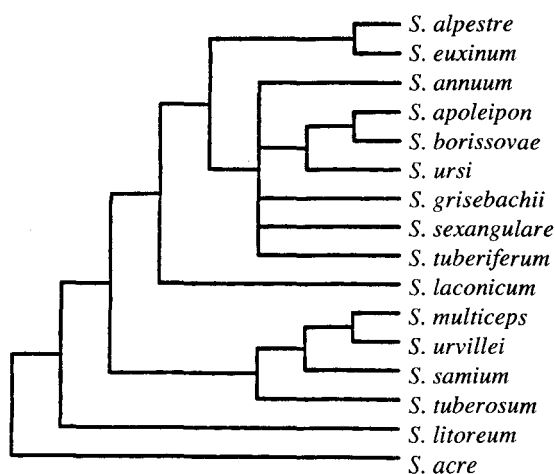 S. alpestre
S. euxinum
S. annuum
S. apoleipon
S. borissovae
S. ursi
S. grisebachii
S. sexangulare
S. tuberiferum
S. laconicum
S. multiceps
S. urvillei
S. samium
S. tuberosum
S. litoreum
S. acre